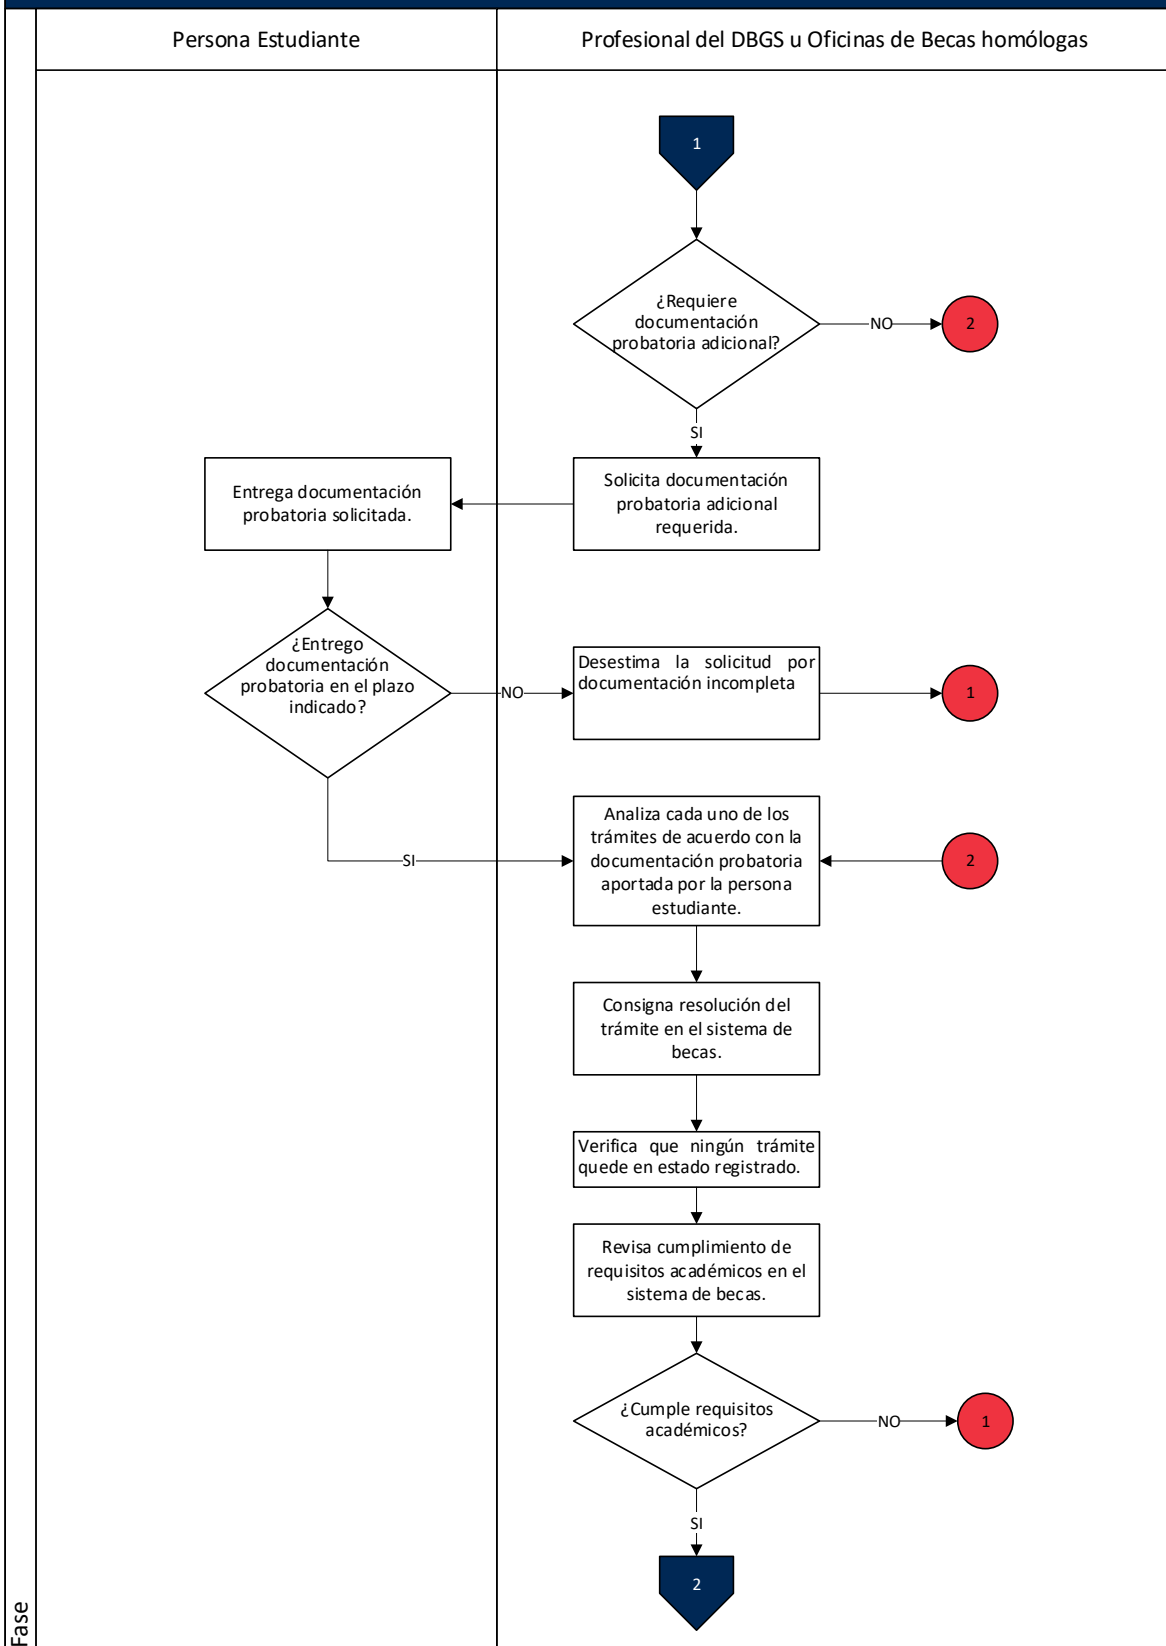 Persona Estudiante
Profesional del DBGS u Oficinas de Becas homólogas
1
¿Requiere
documentación
probatoria adicional?
NO
2
SI
Solicita documentación
probatoria adicional
requerida.
Entrega documentación
probatoria solicitada.
¿Entrego
documentación
probatoria en el plazo
indicado?
NO
Desestima la solicitud por
documentación incompleta
1
SI
Analiza cada uno de los
trámites de acuerdo con la
documentación probatoria
aportada por la persona
estudiante.
2
Consigna resolución del
trámite en el sistema de
becas.
Verifica que ningún trámite
quede en estado registrado.
Revisa cumplimiento de
requisitos académicos en el
sistema de becas.
¿Cumple requisitos
académicos?
NO
1
SI
2
Fase